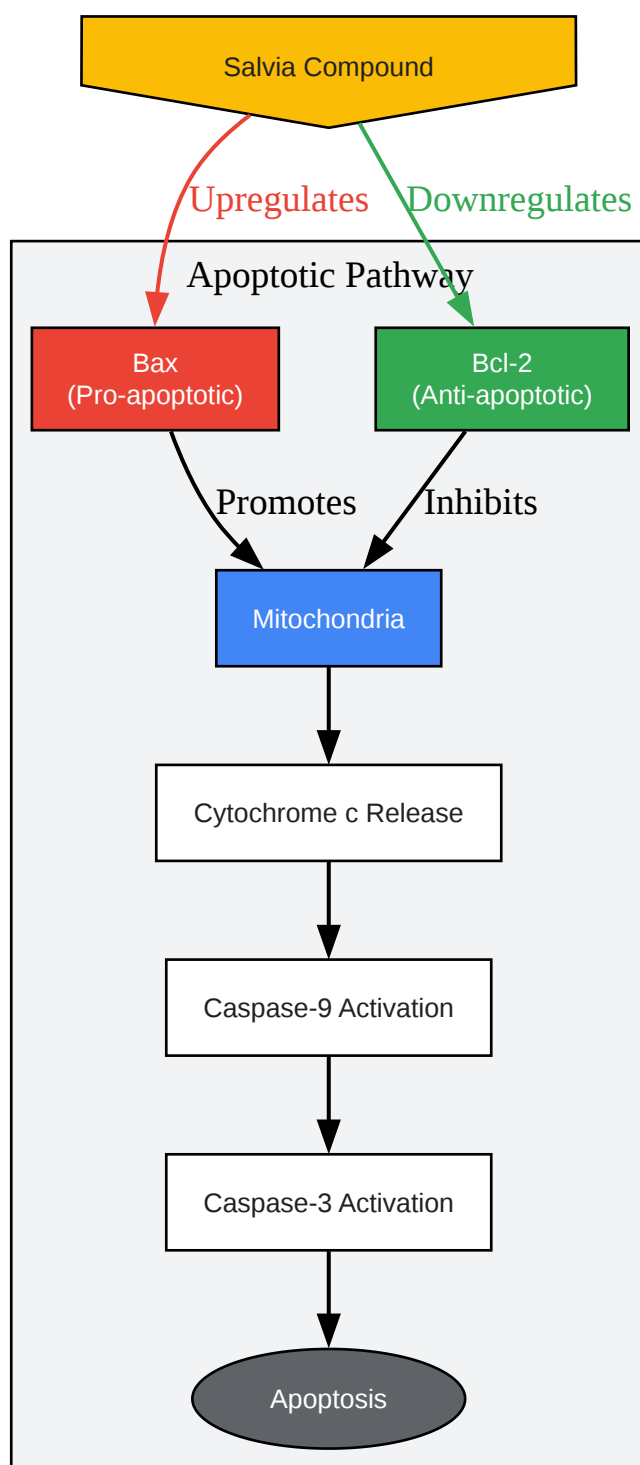 Salvia Compound
Upregulates
Downregulates
Apoptotic Pathway
Bax
(Pro-apoptotic)
Bcl-2
(Anti-apoptotic)
Promotes
Inhibits
Mitochondria
Cytochrome c Release
Caspase-9 Activation
Caspase-3 Activation
Apoptosis